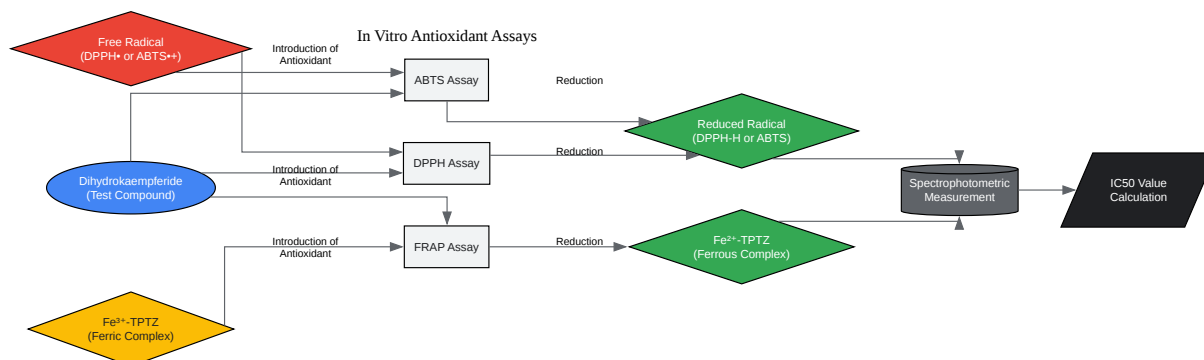 In Vitro Antioxidant Assays
Free Radical
(DPPH• or ABTS•+)
Introduction of
Antioxidant
ABTS Assay
Reduction
Reduced Radical
(DPPH-H or ABTS)
DPPH Assay
Reduction
Introduction of
Antioxidant
Dihydrokaempferide
(Test Compound)
Spectrophotometric
Measurement
IC50 Value
Calculation
Introduction of
Antioxidant
FRAP Assay
Reduction
Fe²⁺-TPTZ
(Ferrous Complex)
Fe³⁺-TPTZ
(Ferric Complex)